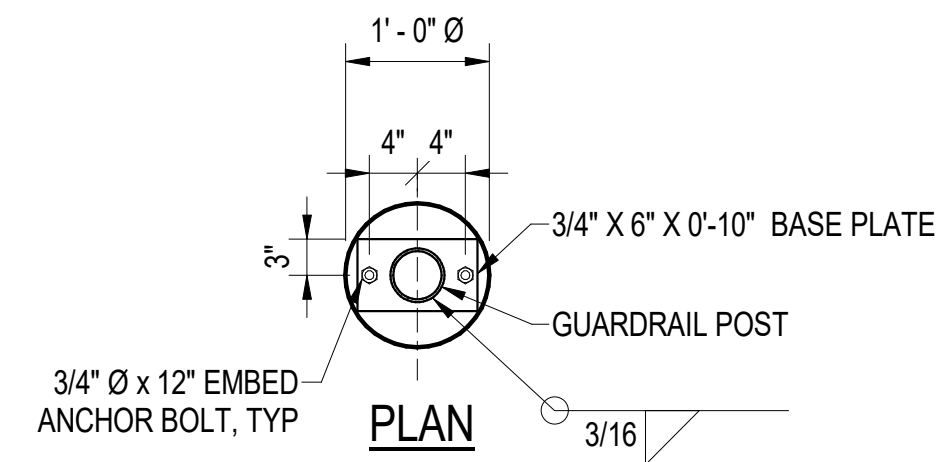 1' - 0" Ø
4" 4"
3/4" X 6" X 0'-10" BASE PLATE
3"
GUARDRAIL POST
3/4" Ø x 12" EMBED
ANCHOR BOLT, TYP
PLAN
3/16